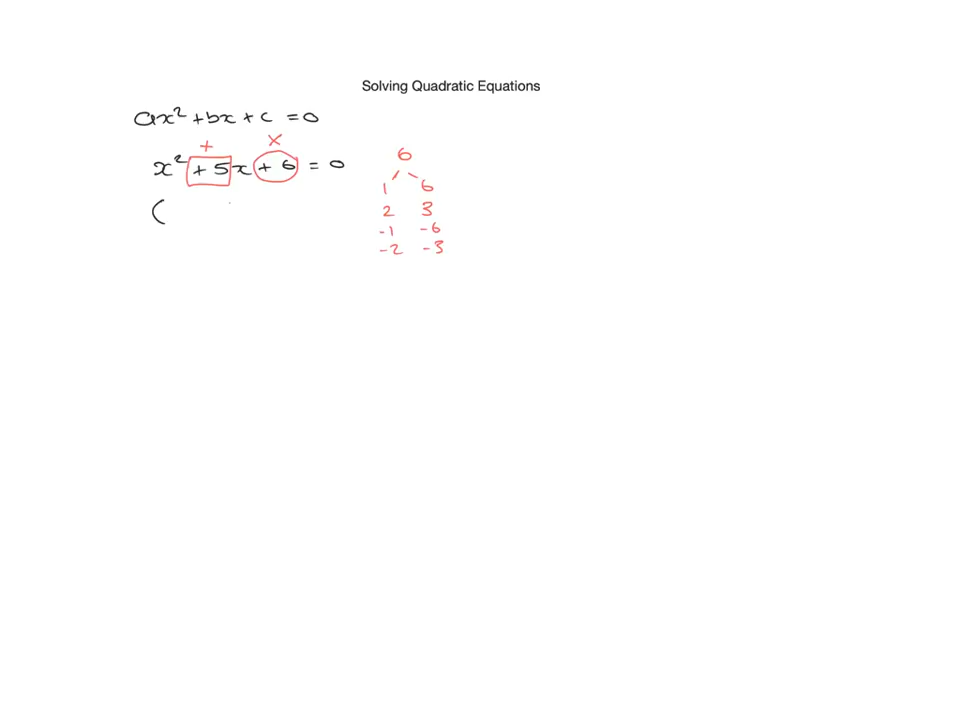 Solving Quadratic Equations
ax² + bx + c = 0
+ ×
x² + 5x + 6 = 0
(
6
1 6
2 3
-1 -6
-2 -3